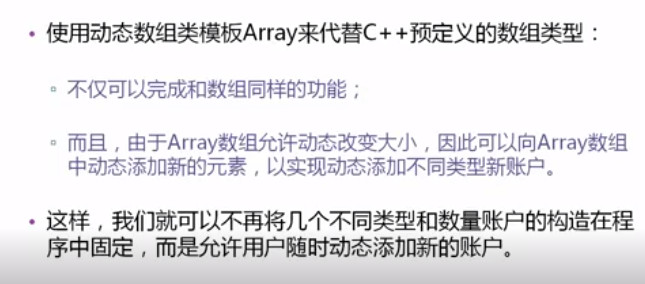 • 使用动态数组类模板Array来代替C++预定义的数组类型：
▫ 不仅可以完成和数组同样的功能；
▫ 而且，由于Array数组允许动态改变大小，因此可以向Array数组
中动态添加新的元素，以实现动态添加不同类型新账户。
• 这样，我们就可以不再将几个不同类型和数量账户的构造在程
序中固定，而是允许用户随时动态添加新的账户。